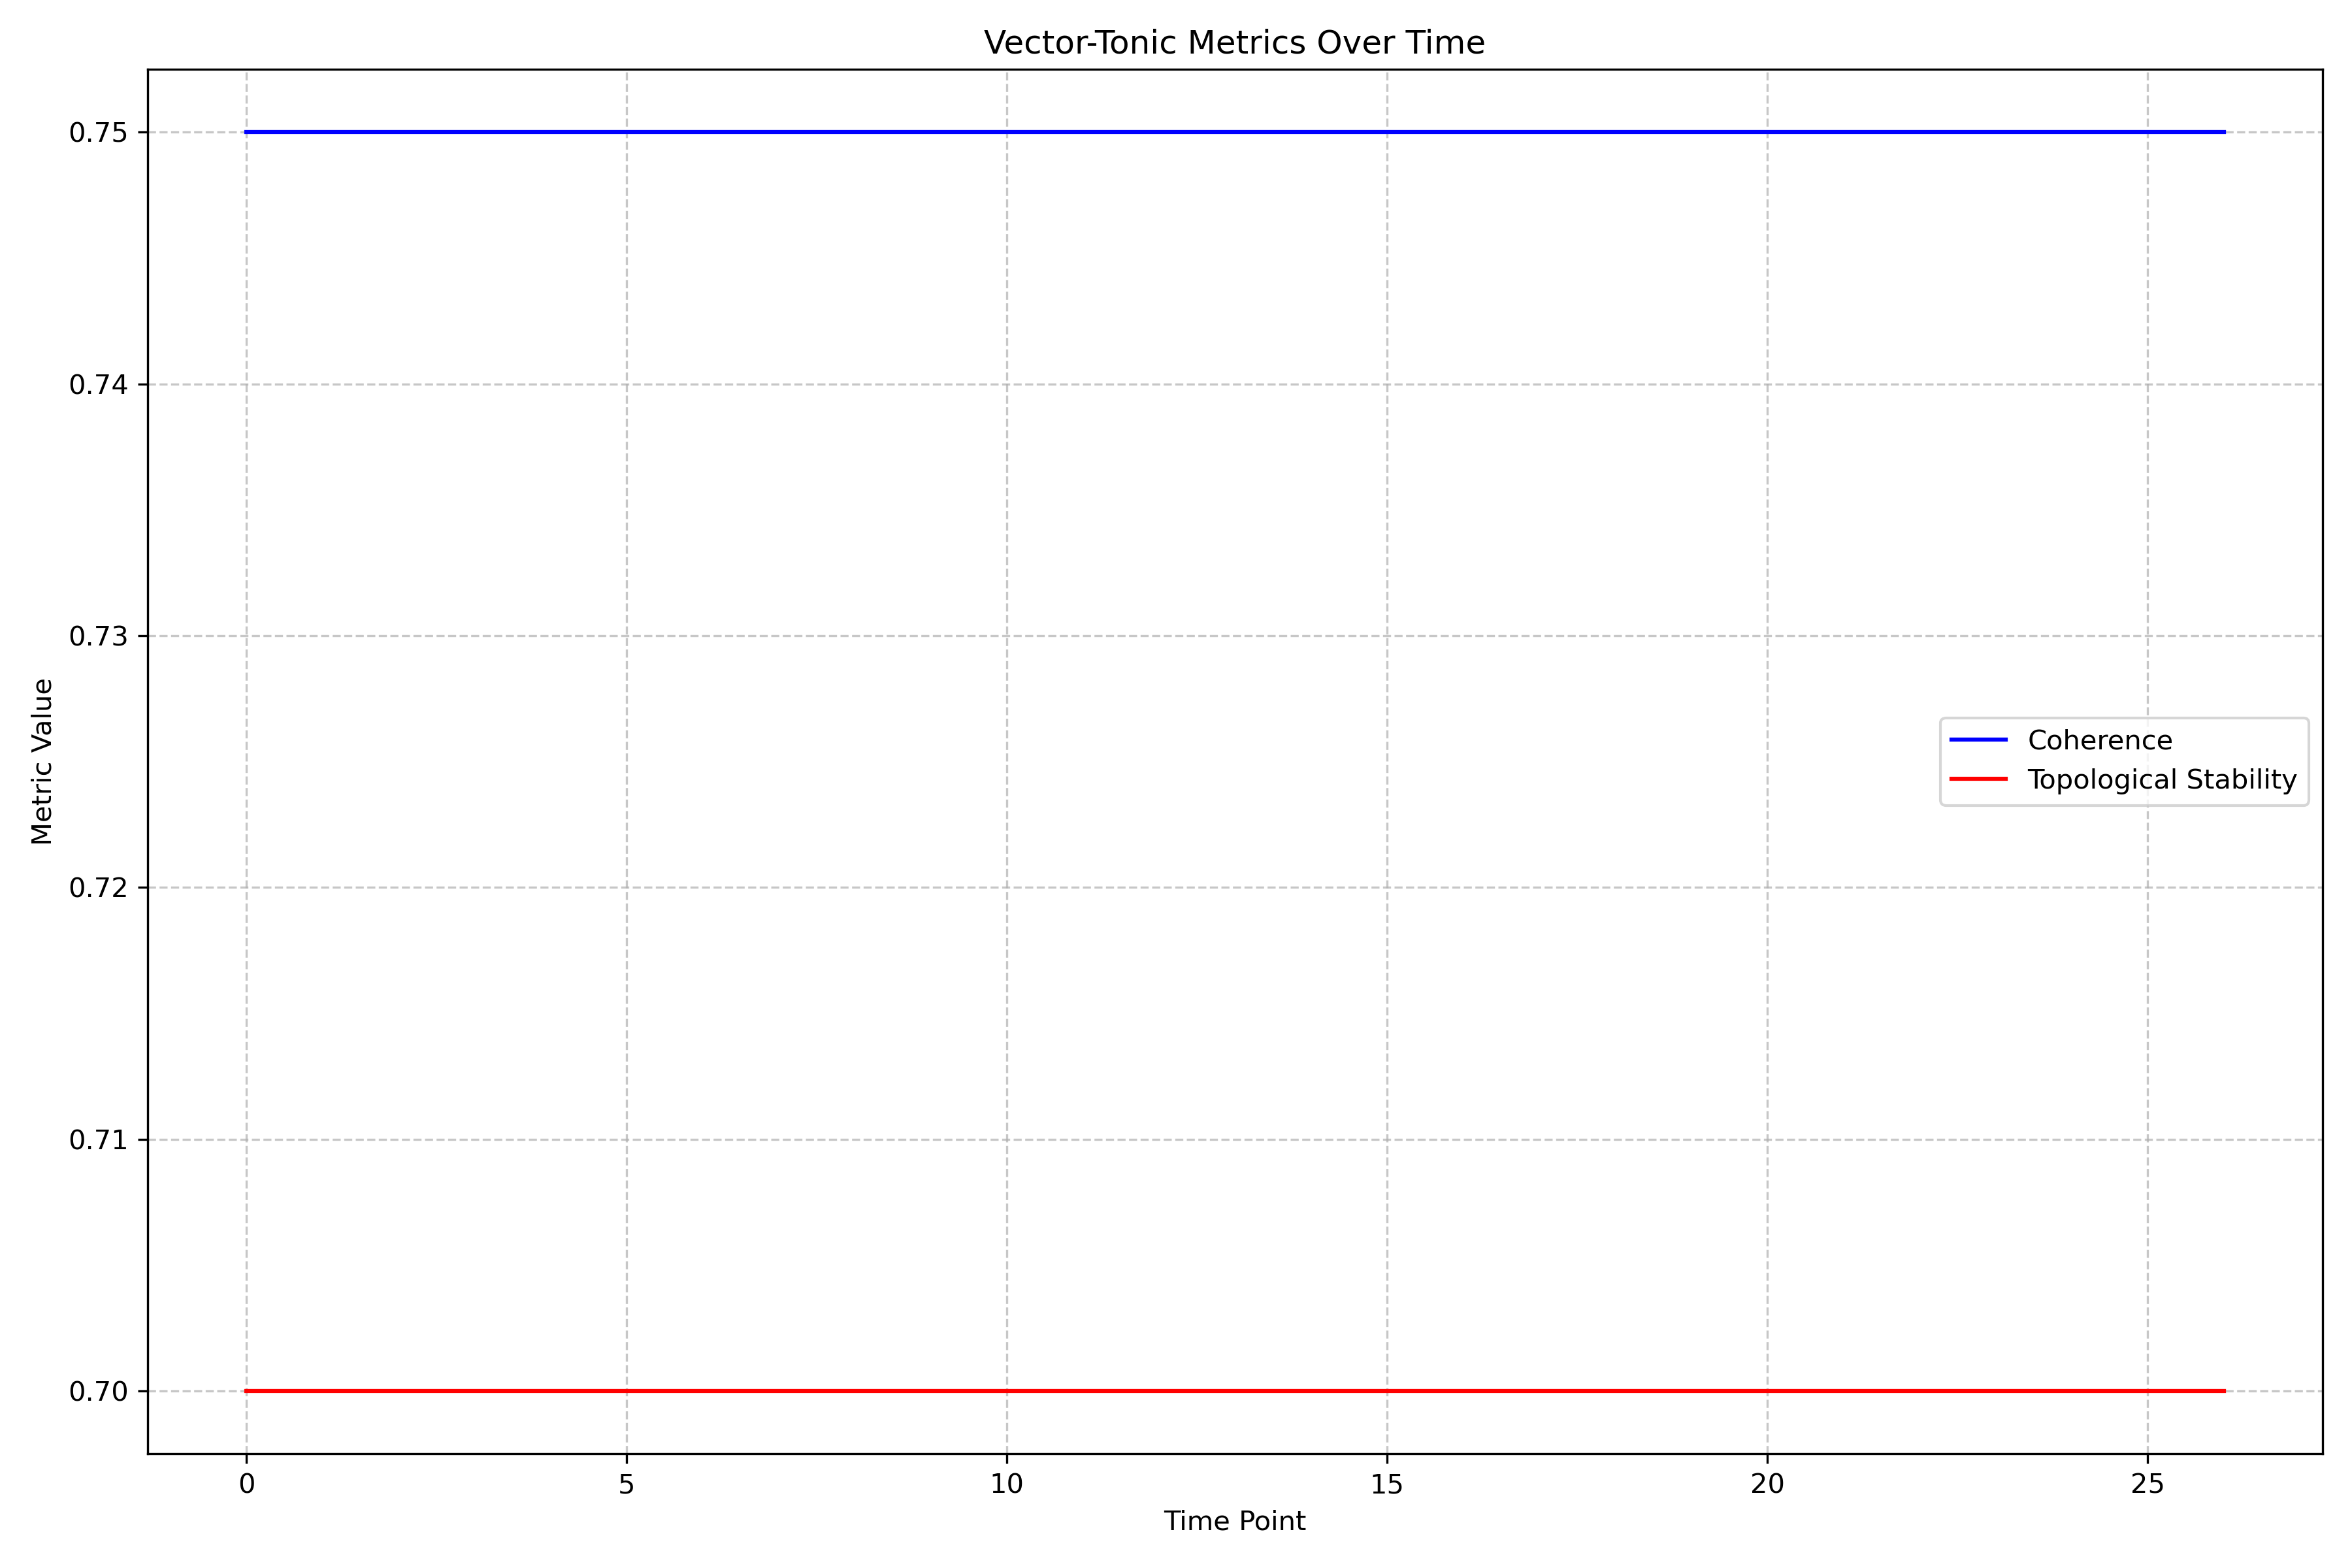 Vector-Tonic Metrics Over Time
0.75
0.74
0.73
0.72
0.71
0.70
Metric Value
Coherence
Topological Stability
0 5 10 15 20 25
Time Point